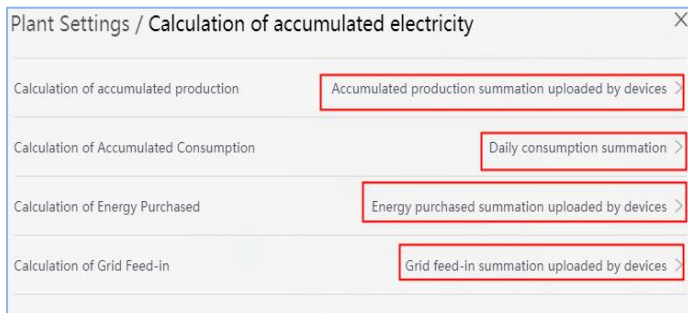 Plant Settings / Calculation of accumulated electricity
Calculation of accumulated production Accumulated production summation uploaded by devices
Calculation of Accumulated Consumption Daily consumption summation
Calculation of Energy Purchased Energy purchased summation uploaded by devices
Calculation of Grid Feed-in Grid feed-in summation uploaded by devices